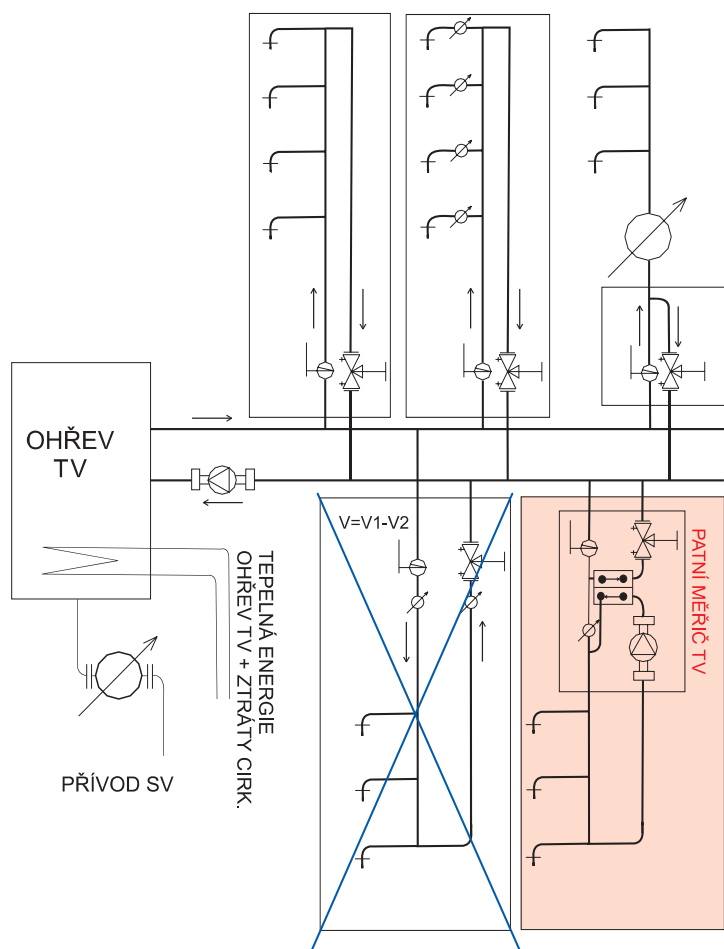 OHŘEV
TV
V=V1-V2
PATNÍ MĚŘIČ TV
TEPELNÁ ENERGIE
OHŘEV TV + ZTRÁTY CIRK.
PŘÍVOD SV